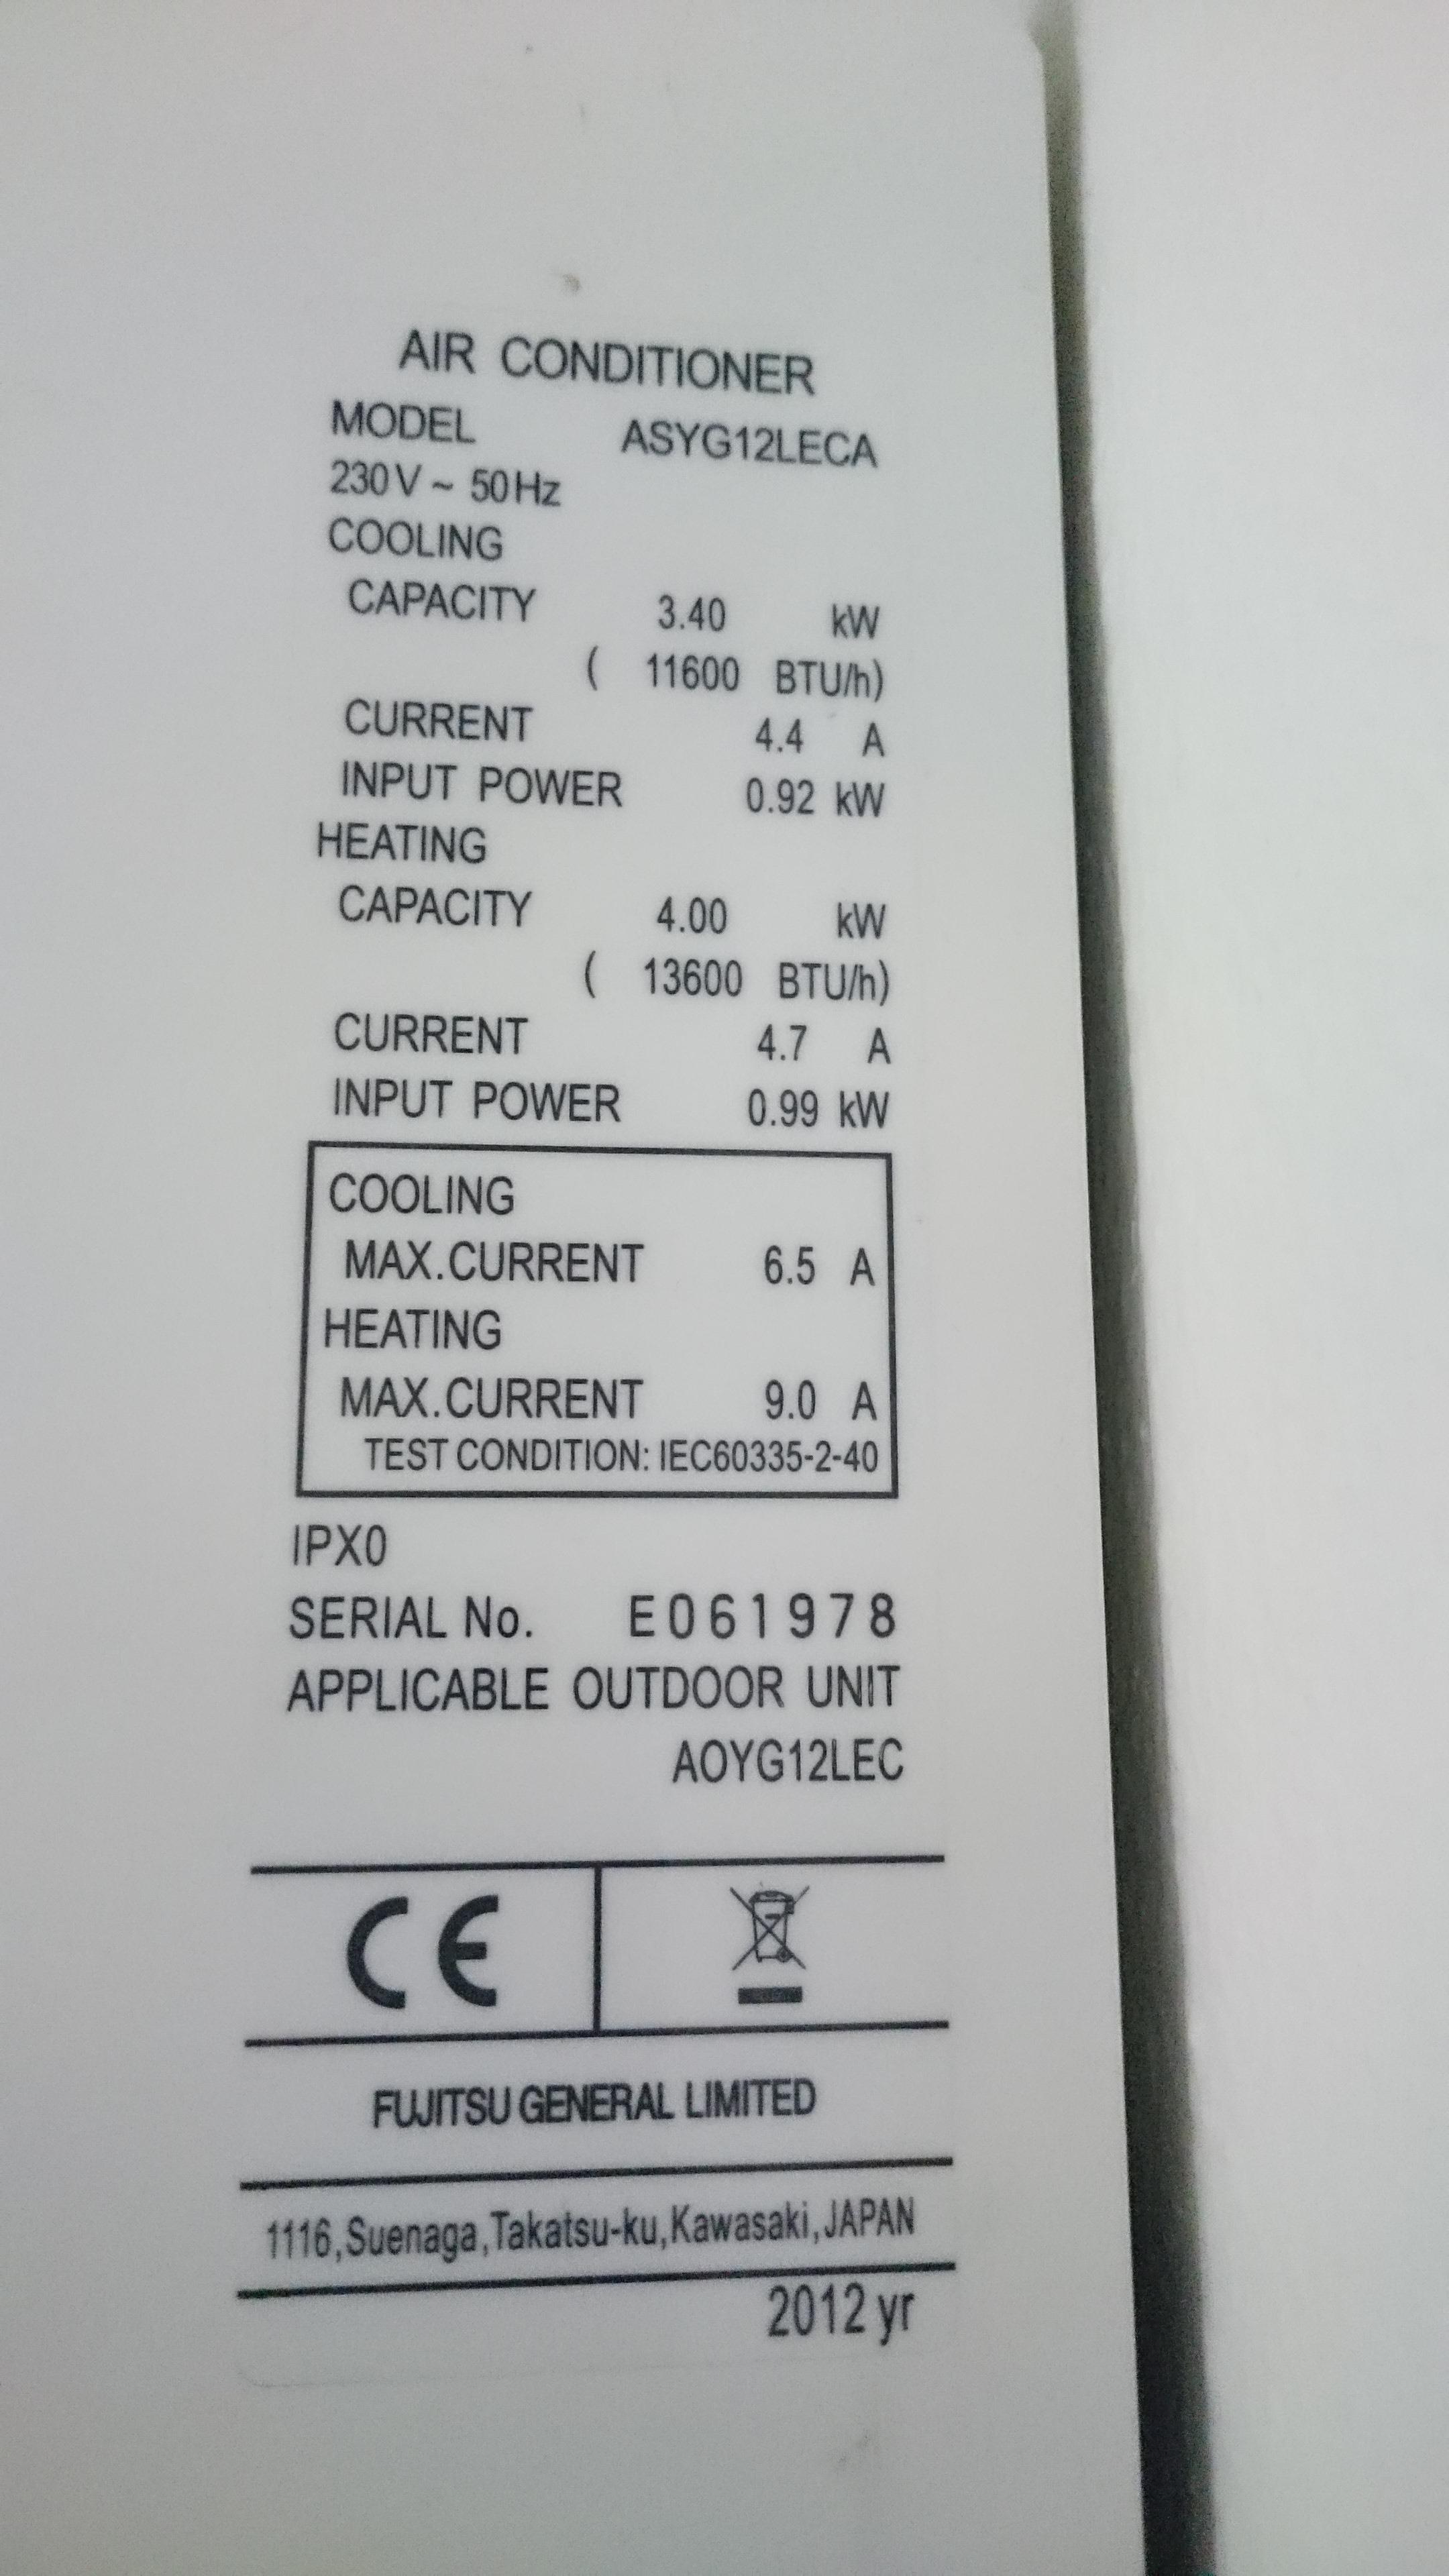 AIR CONDITIONER
MODEL ASYG12LECA
230V ~ 50Hz
COOLING
CAPACITY 3.40 kW
( 11600 BTU/h)
CURRENT 4.4 A
INPUT POWER 0.92 kW
HEATING
CAPACITY 4.00 kW
( 13600 BTU/h)
CURRENT 4.7 A
INPUT POWER 0.99 kW
COOLING
MAX.CURRENT 6.5 A
HEATING
MAX.CURRENT 9.0 A
TEST CONDITION: IEC60335-2-40
IPX0
SERIAL No. E061978
APPLICABLE OUTDOOR UNIT
AOYG12LEC
CE
FUJITSU GENERAL LIMITED
1116,Suenaga,Takatsu-ku,Kawasaki,JAPAN
2012 yr